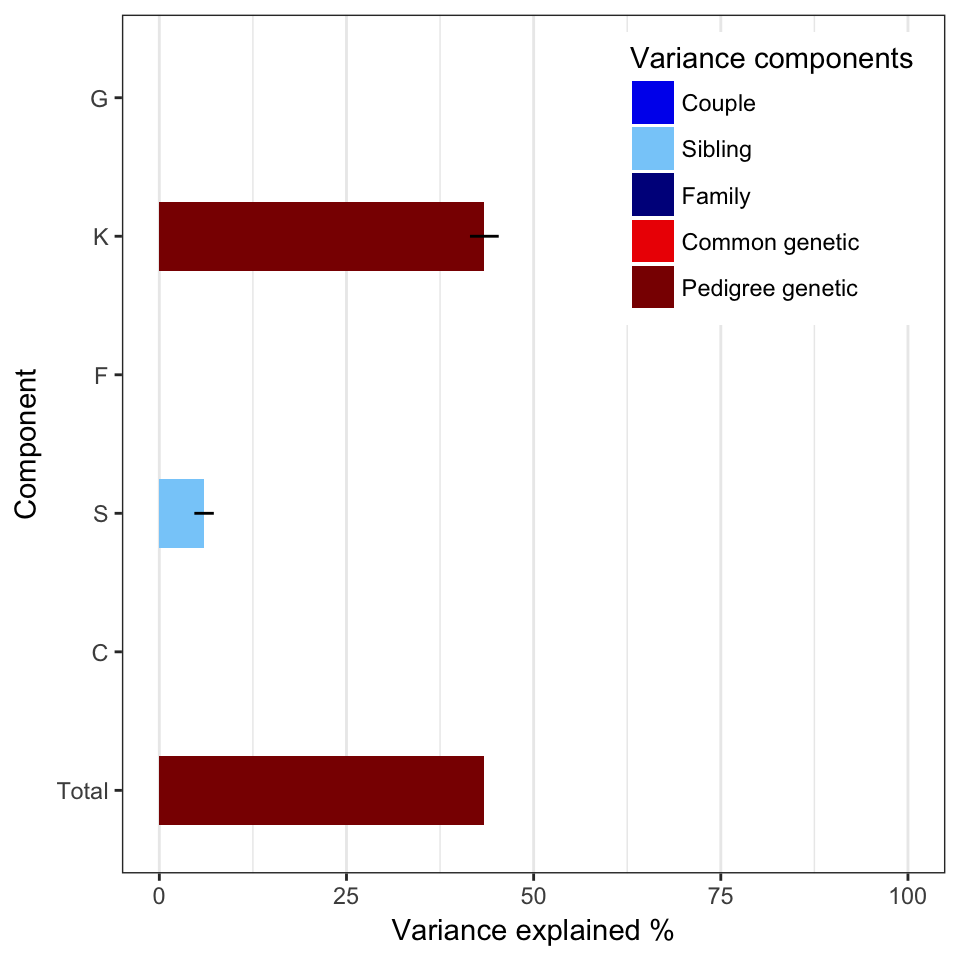 Variance components
Couple
Sibling
Family
Common genetic
Pedigree genetic
Component
G
K
F
S
C
Total
0 25 50 75 100
Variance explained %